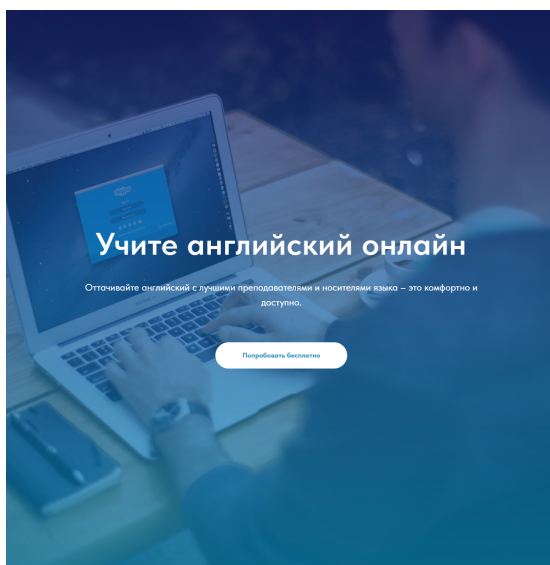 Учите английский онлайн
Оттачивайте английский с лучшими преподавателями и носителями языка – это комфортно и
доступно.
Попробовать бесплатно